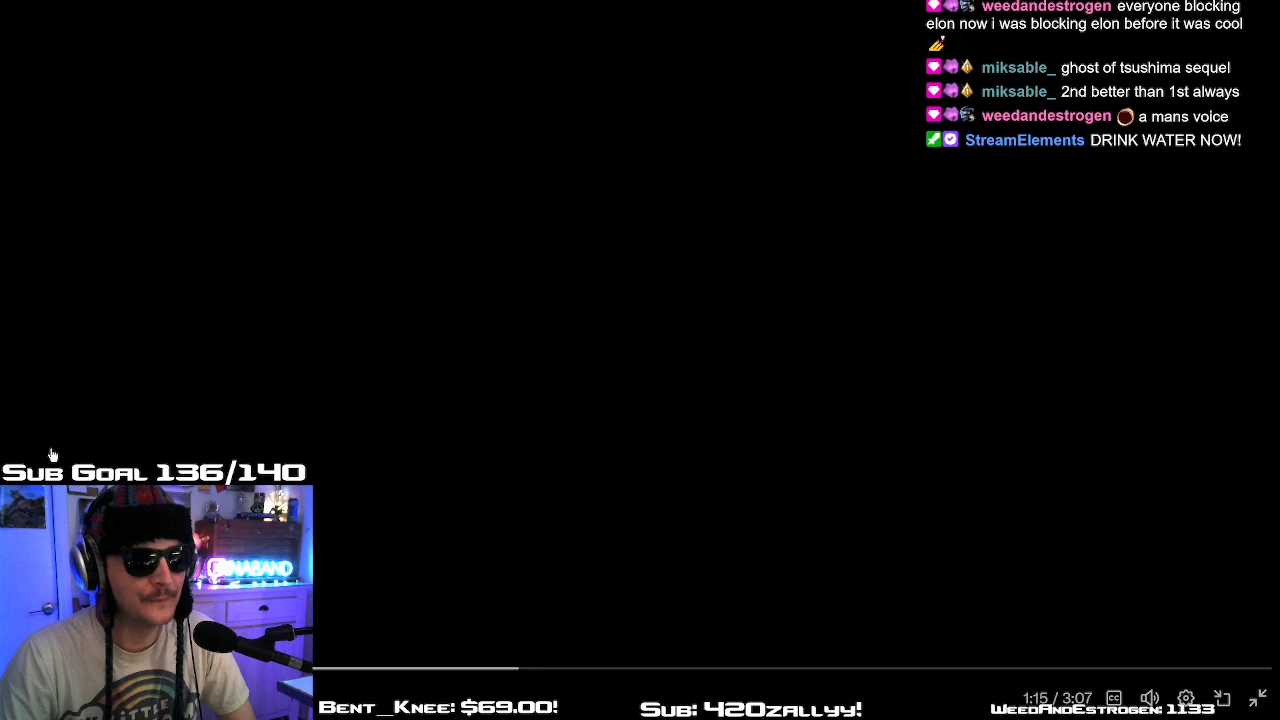 weedandestrogen everyone blocking
elon now i was blocking elon before it was cool
miksable_ ghost of tsushima sequel
miksable_ 2nd better than 1st always
weedandestrogen a mans voice
StreamElements DRINK WATER NOW!
Sub Goal 136/140
1:15 / 3:07
CC
Bent_Knee: $69.00!
Sub: 420zallyy!
WeedAndEstrogen: 1133